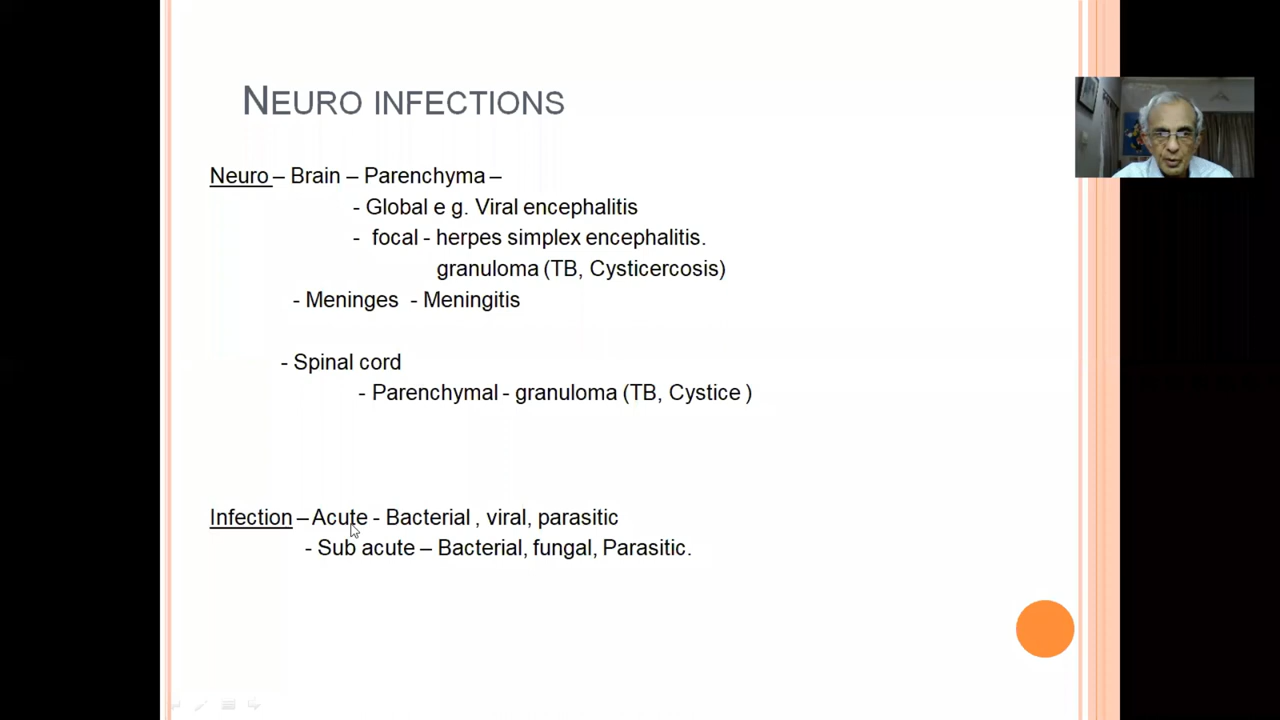 NEURO INFECTIONS
Neuro – Brain – Parenchyma –
- Global e g. Viral encephalitis
- focal - herpes simplex encephalitis.
granuloma (TB, Cysticercosis)
- Meninges - Meningitis
- Spinal cord
- Parenchymal - granuloma (TB, Cystice )
Infection – Acute - Bacterial , viral, parasitic
- Sub acute – Bacterial, fungal, Parasitic.